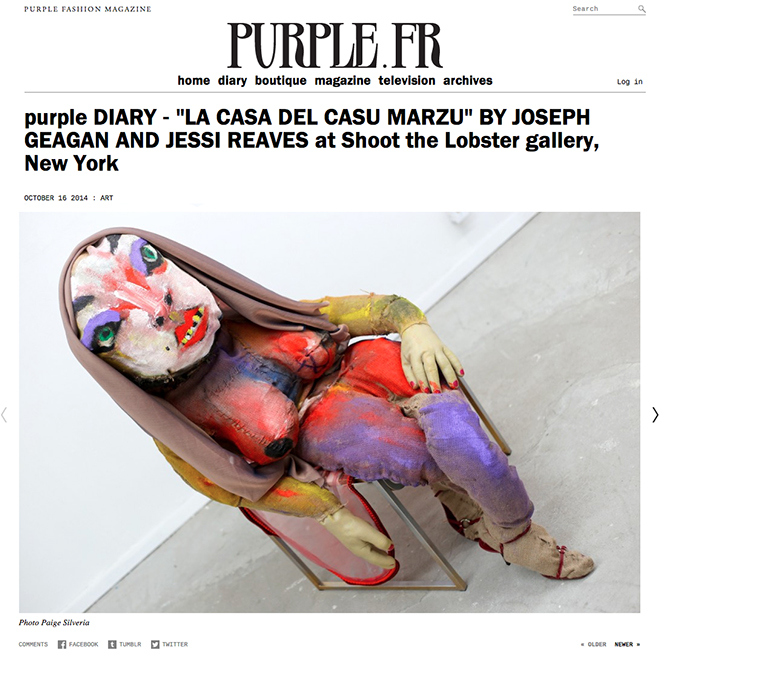 PURPLE FASHION MAGAZINE
Search
PURPLE.FR
home diary boutique magazine television archives
Log in
purple DIARY - "LA CASA DEL CASU MARZU" BY JOSEPH
GEAGAN AND JESSI REAVES at Shoot the Lobster gallery,
New York
OCTOBER 16 2014 : ART
Photo Paige Silveria
COMMENTS FACEBOOK TUMBLR TWITTER « OLDER NEWER »